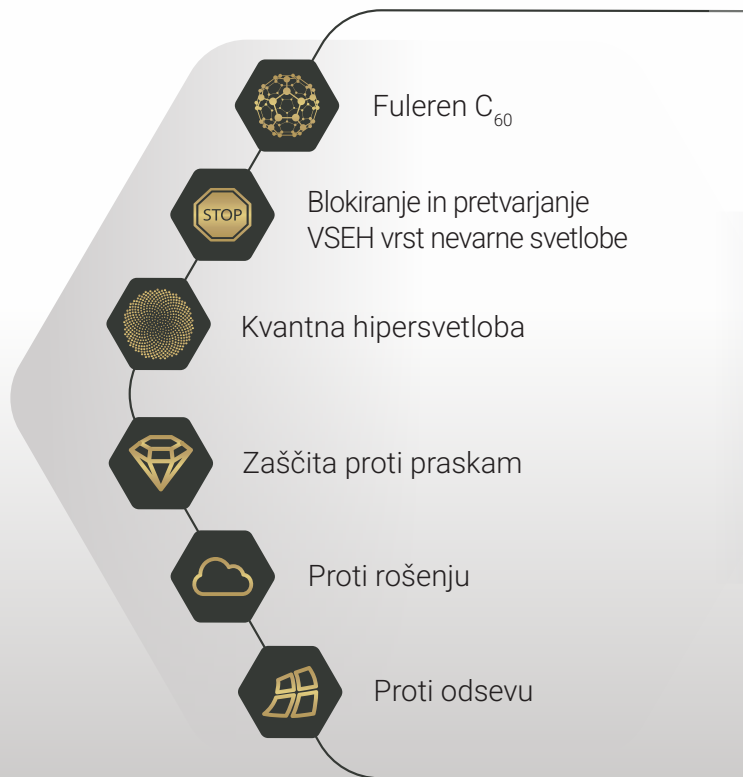 Fuleren C₆₀
STOP
Blokiranje in pretvarjanje
VSEH vrst nevarne svetlobe
Kvantna hipersvetloba
Zaščita proti praskam
Proti rošenju
Proti odsevu